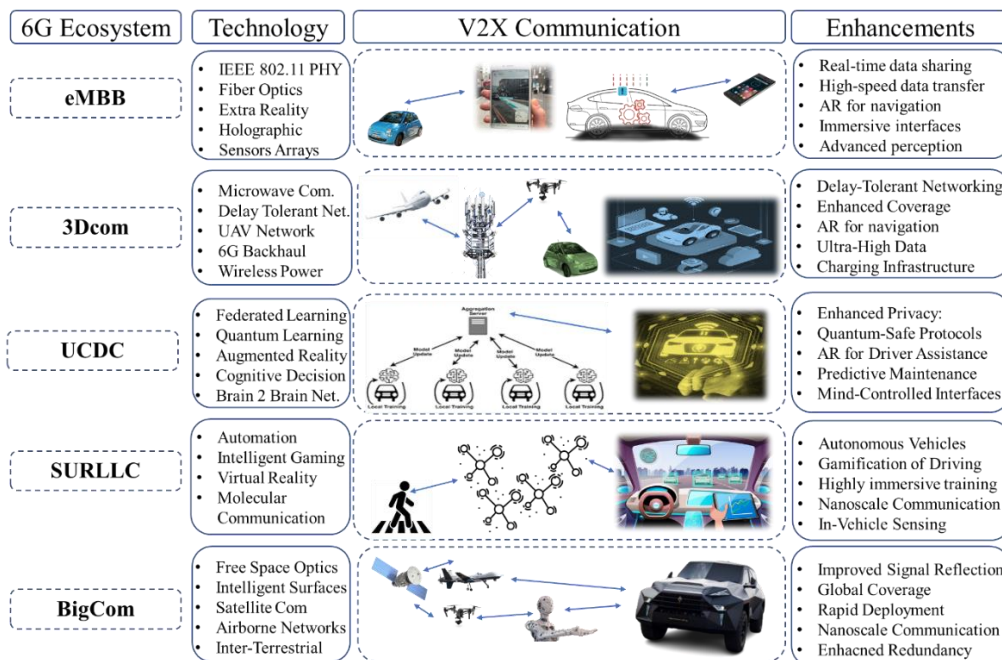 6G Ecosystem
Technology
V2X Communication
Enhancements
eMBB
• IEEE 802.11 PHY
• Fiber Optics
• Extra Reality
• Holographic
• Sensors Arrays
• Real-time data sharing
• High-speed data transfer
• AR for navigation
• Immersive interfaces
• Advanced perception
3Dcom
• Microwave Com.
• Delay Tolerant Net.
• UAV Network
• 6G Backhaul
• Wireless Power
• Delay-Tolerant Networking
• Enhanced Coverage
• AR for navigation
• Ultra-High Data
• Charging Infrastructure
UCDC
• Federated Learning
• Quantum Learning
• Augmented Reality
• Cognitive Decision
• Brain 2 Brain Net.
Aggregation
Server
Model
Update
Model
Update
Model
Update
Model
Update
Local Training
Local Training
Local Training
Local Training
• Enhanced Privacy:
• Quantum-Safe Protocols
• AR for Driver Assistance
• Predictive Maintenance
• Mind-Controlled Interfaces
SURLLC
• Automation
• Intelligent Gaming
• Virtual Reality
• Molecular
Communication
• Autonomous Vehicles
• Gamification of Driving
• Highly immersive training
• Nanoscale Communication
• In-Vehicle Sensing
BigCom
• Free Space Optics
• Intelligent Surfaces
• Satellite Com
• Airborne Networks
• Inter-Terrestrial
• Improved Signal Reflection
• Global Coverage
• Rapid Deployment
• Nanoscale Communication
• Enhacned Redundancy